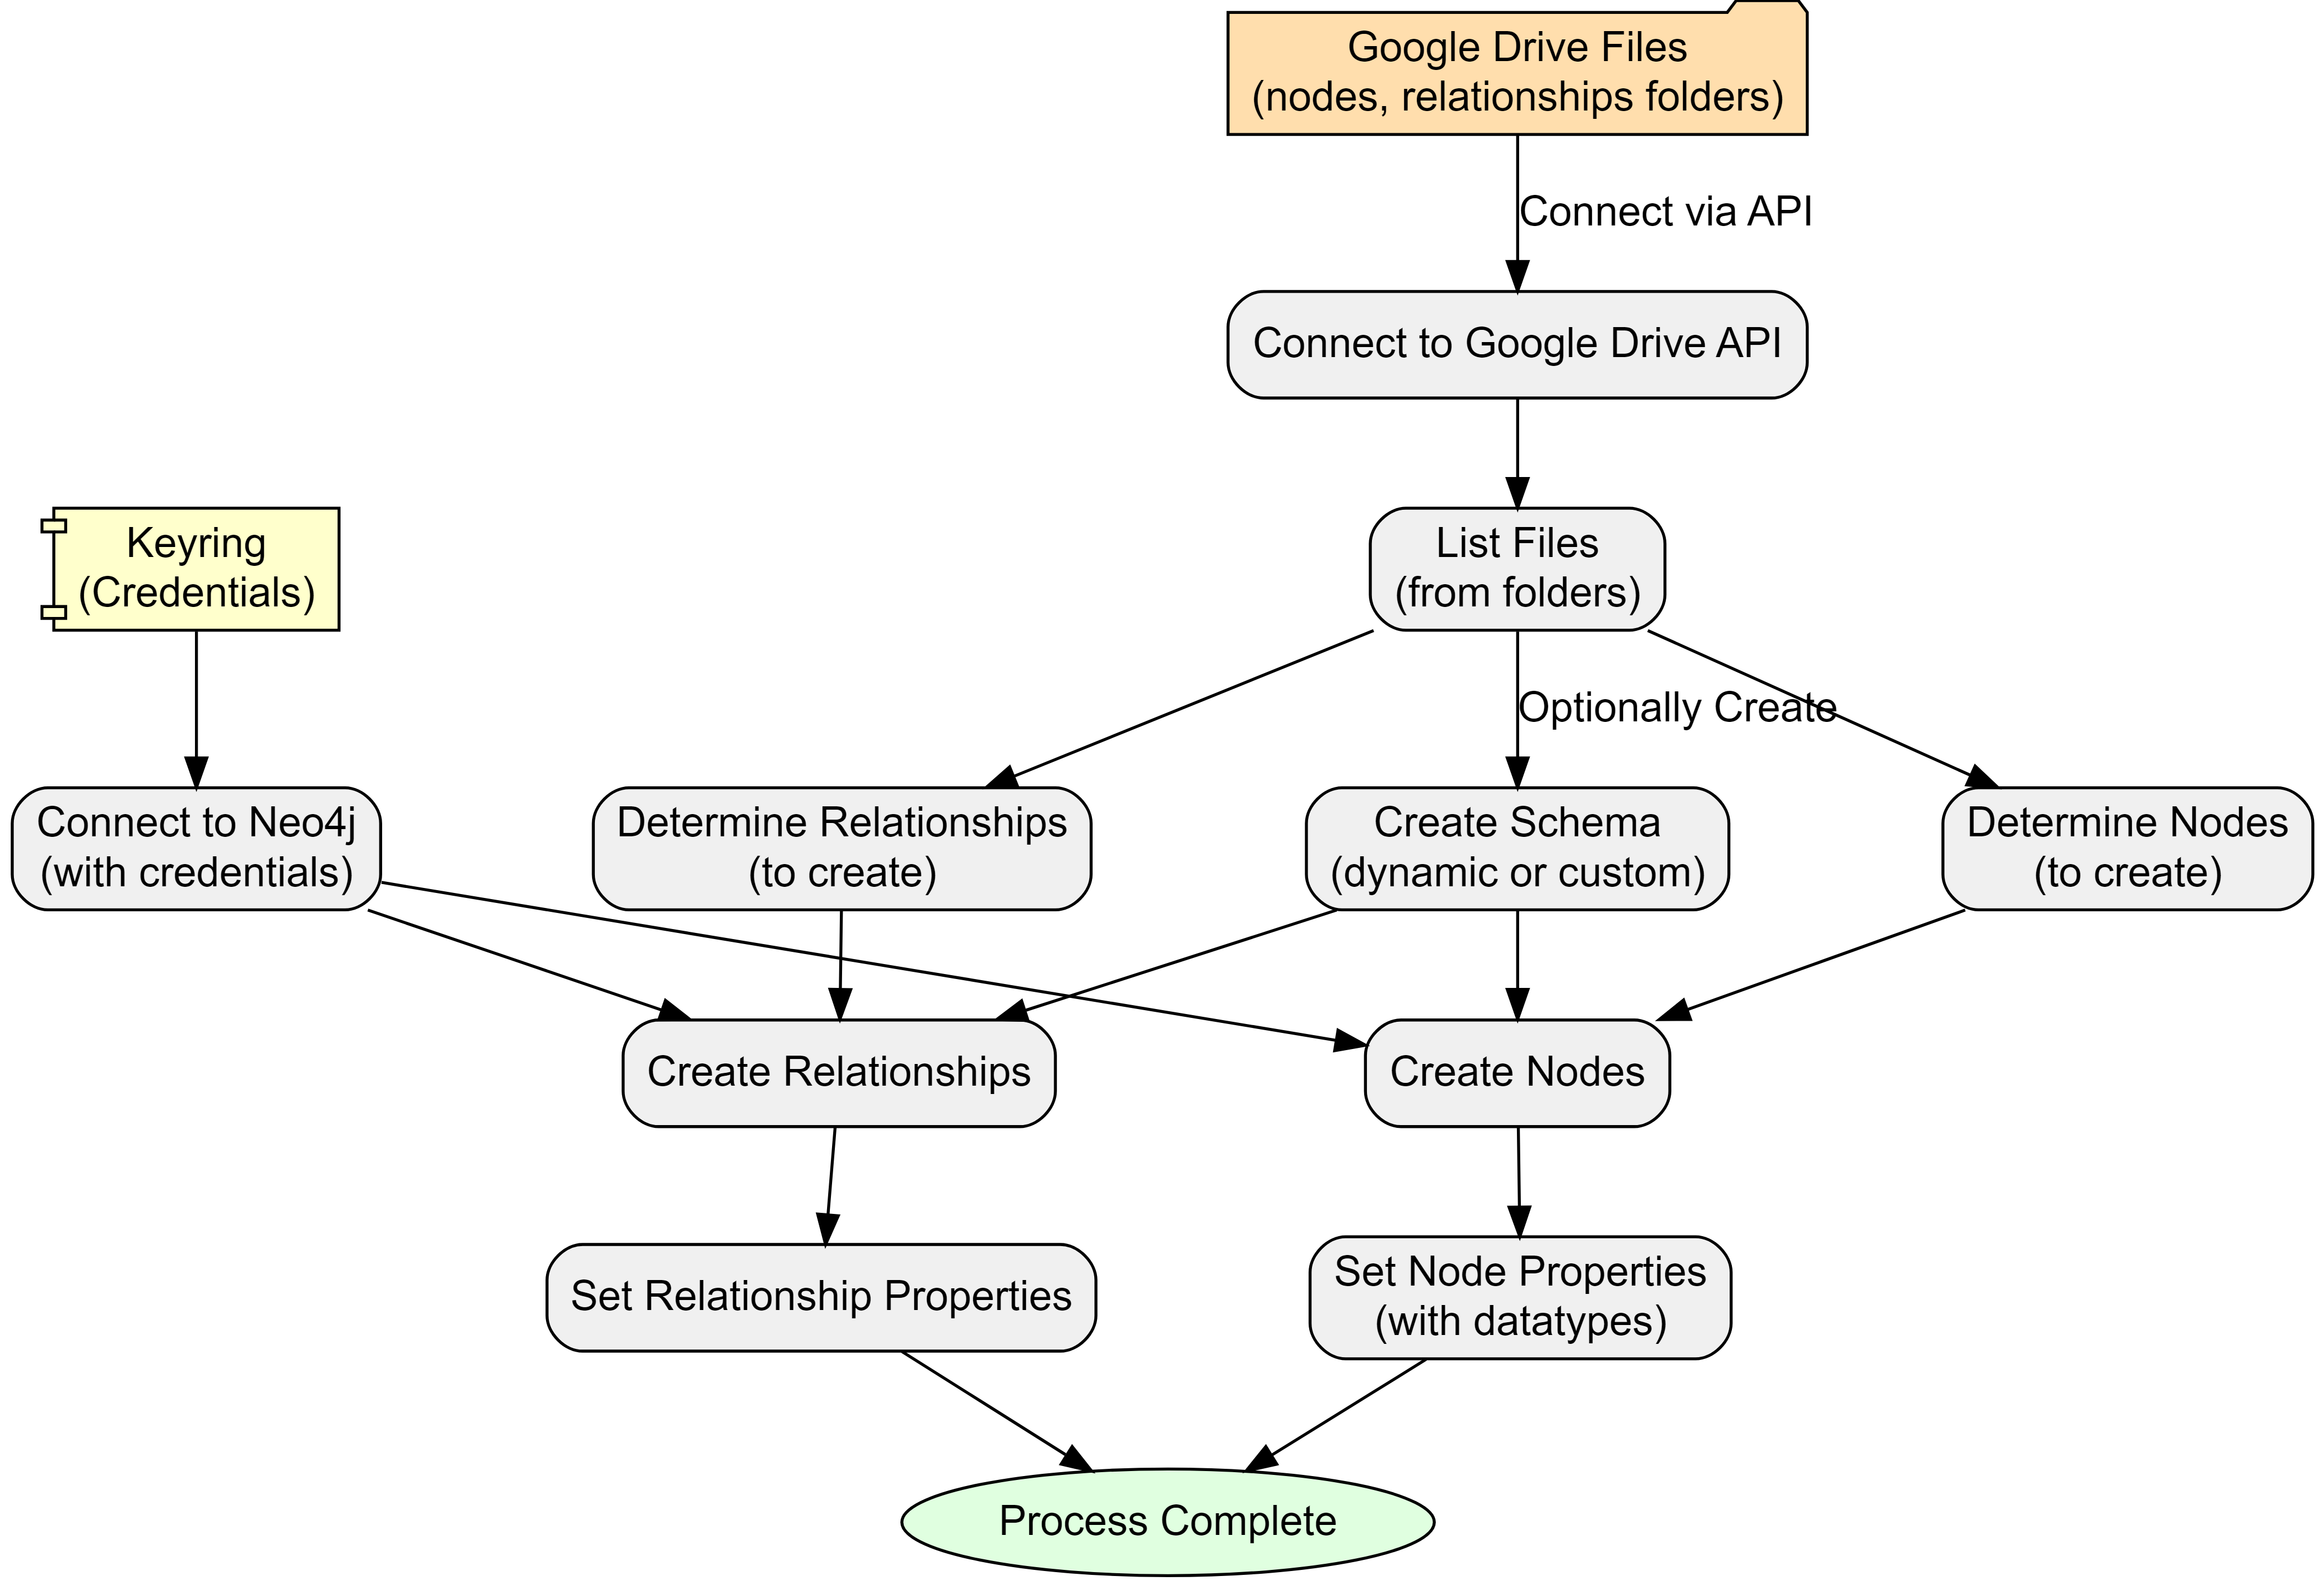 Google Drive Files
(nodes, relationships folders)
Connect via API
Connect to Google Drive API
Keyring
(Credentials)
List Files
(from folders)
Optionally Create
Connect to Neo4j
(with credentials)
Determine Relationships
(to create)
Create Schema
(dynamic or custom)
Determine Nodes
(to create)
Create Relationships
Create Nodes
Set Relationship Properties
Set Node Properties
(with datatypes)
Process Complete